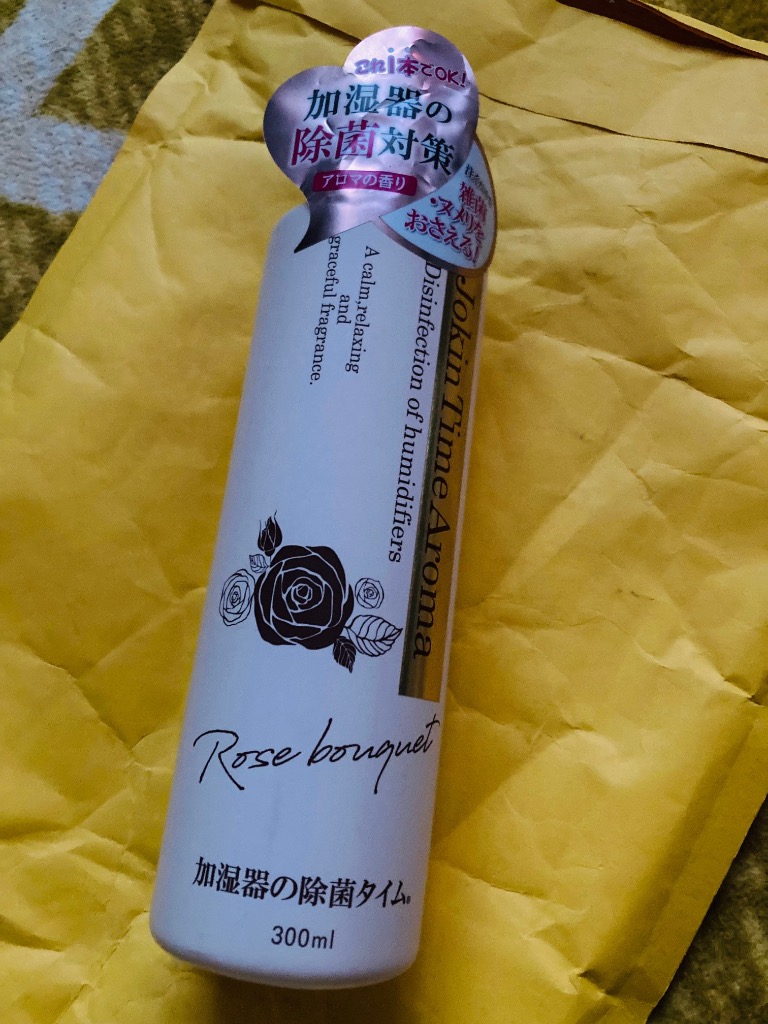 これ1本でOK!
加湿器の
除菌対策
アロマの香り
雑菌
・ヌメリを
おさえる!
Jokin Time Aroma
Disinfection of humidifiers
A calm,relaxing
and
graceful fragrance.
Rose bouquet
加湿器の除菌タイム®
300ml